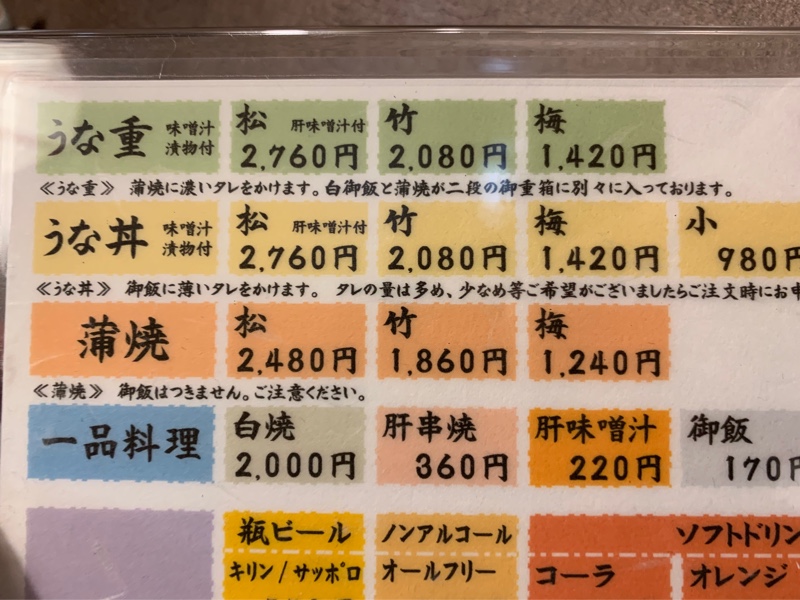 うな重 味噌汁 漬物付 松 肝味噌汁付 2,760円 竹 2,080円 梅 1,420円
≪うな重≫ 蒲焼に濃いタレをかけます。白御飯と蒲焼が二段の御重箱に別々に入っております。
うな丼 味噌汁 漬物付 松 肝味噌汁付 2,760円 竹 2,080円 梅 1,420円 小 980円
≪うな丼≫ 御飯に薄いタレをかけます。 タレの量は多め、少なめ等ご希望がございましたらご注文時にお申
蒲焼 松 2,480円 竹 1,860円 梅 1,240円
≪蒲焼≫ 御飯はつきません。ご注意ください。
一品料理 白焼 2,000円 肝串焼 360円 肝味噌汁 220円 御飯 170円
瓶ビール ノンアルコール ソフトドリン
キリン/サッポロ オールフリー コーラ オレンジ